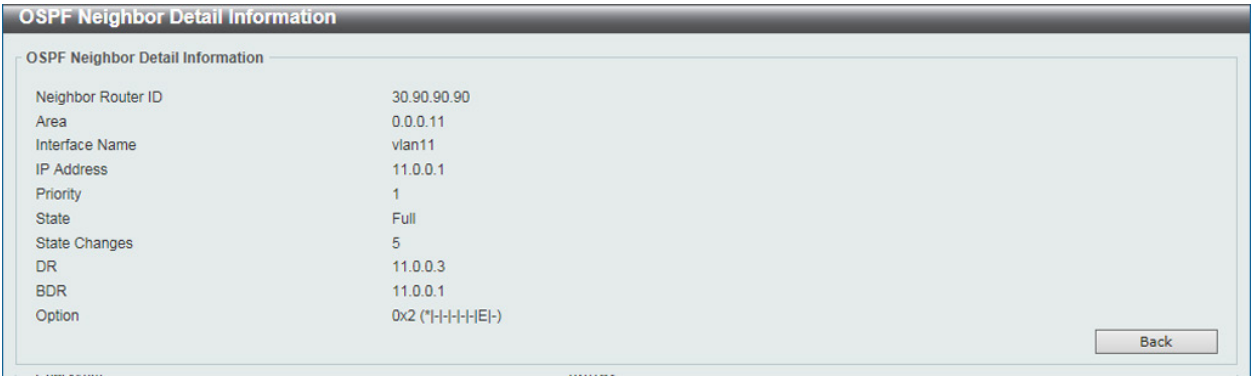 OSPF Neighbor Detail Information
OSPF Neighbor Detail Information
Neighbor Router ID 30.90.90.90
Area 0.0.0.11
Interface Name vlan11
IP Address 11.0.0.1
Priority 1
State Full
State Changes 5
DR 11.0.0.3
BDR 11.0.0.1
Option 0x2 (*|-|-|-|-|-|E|-)
Back